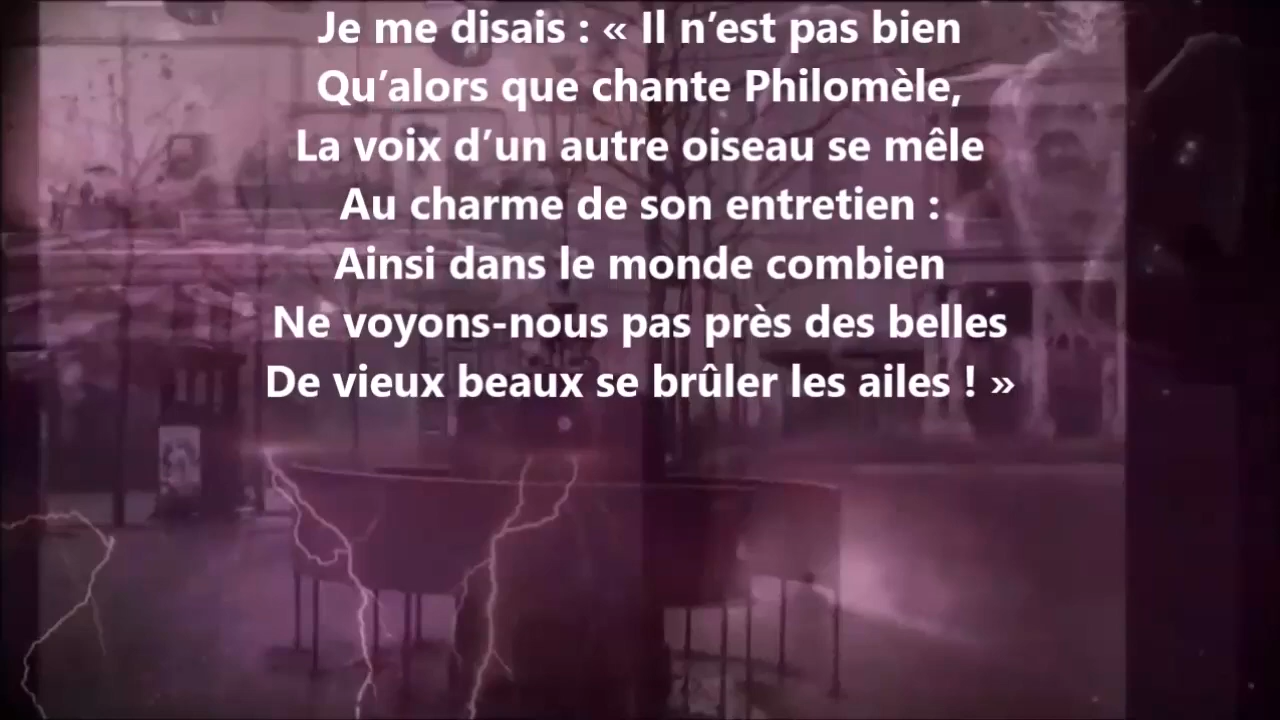 Je me disais : « Il n’est pas bien
Qu’alors que chante Philomèle,
La voix d’un autre oiseau se mêle
Au charme de son entretien :
Ainsi dans le monde combien
Ne voyons-nous pas près des belles
De vieux beaux se brûler les ailes ! »